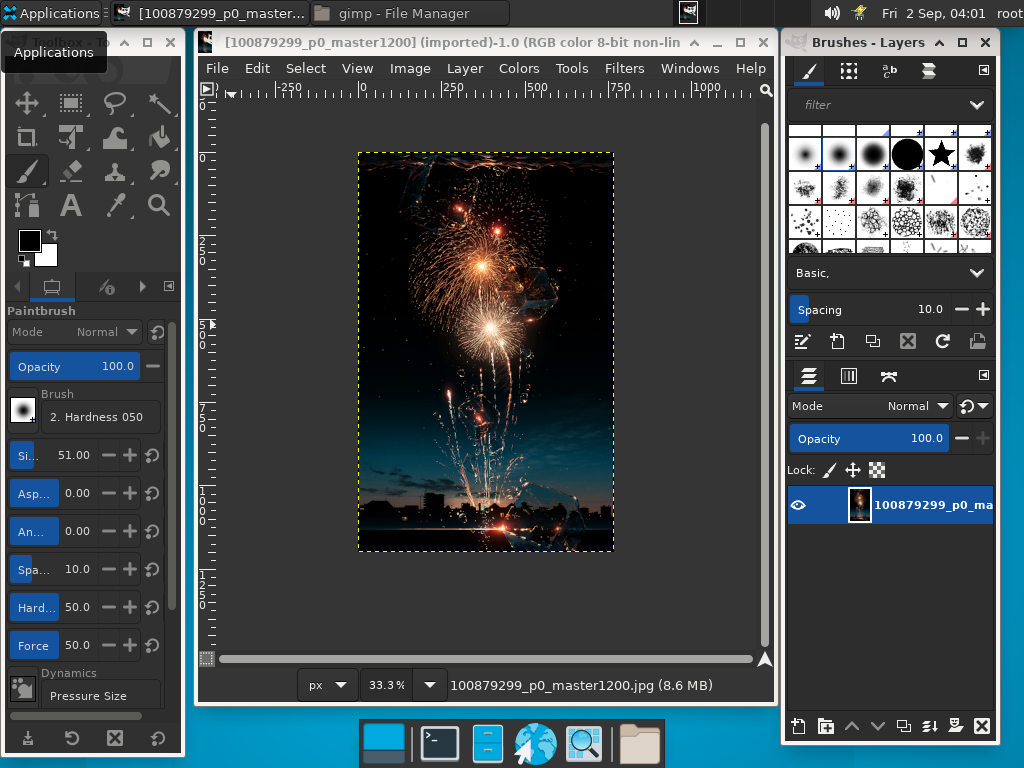 Applications
[100879299_p0_master...
gimp - File Manager
Fri 2 Sep, 04:01 root
Applications
[100879299_p0_master1200] (imported)-1.0 (RGB color 8-bit non-lin
File Edit Select View Image Layer Colors Tools Filters Windows Help
-250 0 250 500 750 1000
0
250
500
750
1000
1250
Paintbrush
Mode Normal
Opacity 100.0
Brush
2. Hardness 050
Si... 51.00
Asp... 0.00
An... 0.00
Spa... 10.0
Hard... 50.0
Force 50.0
Dynamics
Pressure Size
px 33.3 % 100879299_p0_master1200.jpg (8.6 MB)
Brushes - Layers
filter
Basic,
Spacing 10.0
Mode Normal
Opacity 100.0
Lock:
100879299_p0_ma